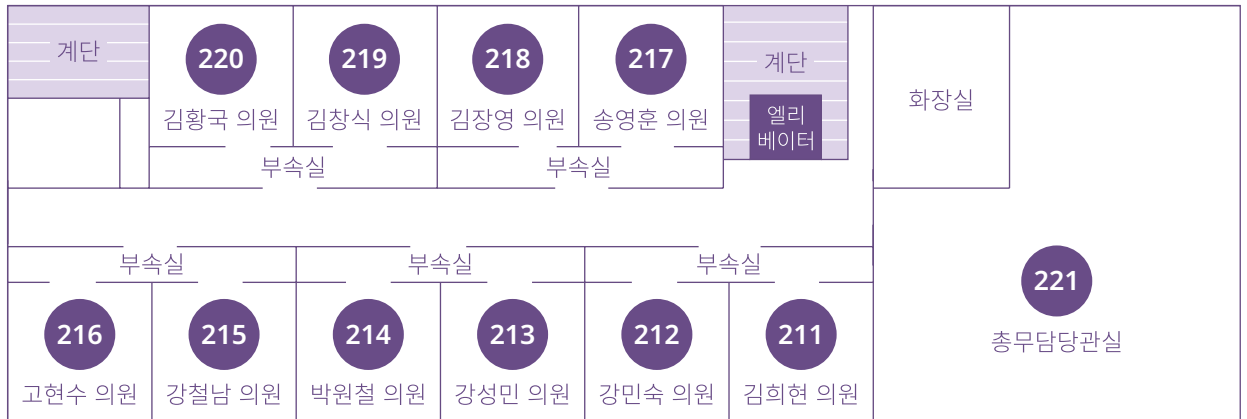 계단
220
219
218
217
계단
김황국 의원
김창식 의원
김장영 의원
송영훈 의원
엘리
베이터
화장실
부속실
부속실
부속실
부속실
부속실
216
215
214
213
212
211
221
고현수 의원
강철남 의원
박원철 의원
강성민 의원
강민숙 의원
김희현 의원
총무담당관실